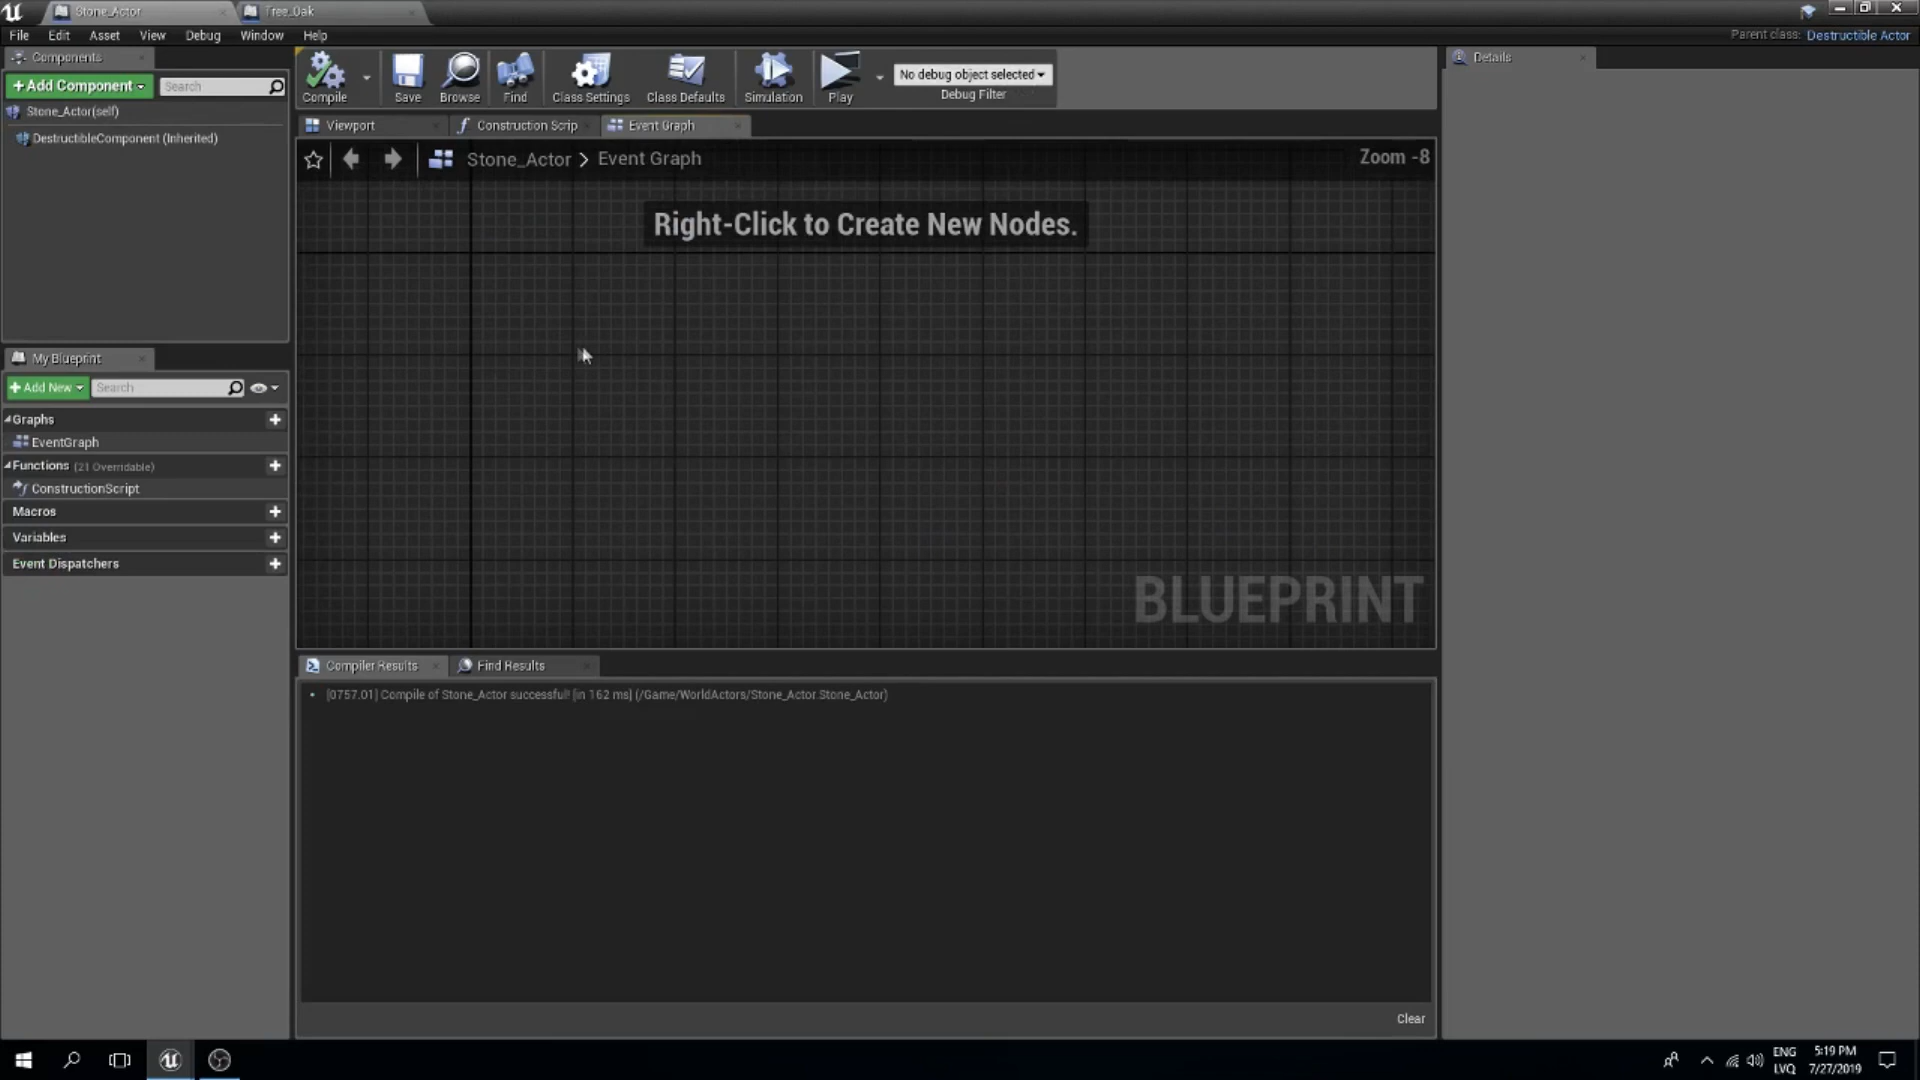 Stone_Actor
Tree_Oak
File Edit Asset View Debug Window Help
Parent class: Destructible Actor
Components
+Add Component
Search
Stone_Actor(self)
DestructibleComponent (Inherited)
Compile
Save
Browse
Find
Class Settings
Class Defaults
Simulation
Play
No debug object selected
Debug Filter
Details
Viewport
Construction Scrip
Event Graph
Stone_Actor > Event Graph
Zoom -8
Right-Click to Create New Nodes.
BLUEPRINT
My Blueprint
+Add New
Search
Graphs
EventGraph
Functions (21 Overridable)
ConstructionScript
Macros
Variables
Event Dispatchers
Compiler Results
Find Results
[0757.01] Compile of Stone_Actor successful! [in 162 ms] (/Game/WorldActors/Stone_Actor.Stone_Actor)
Clear
ENG
LVQ
5:19 PM
7/27/2019